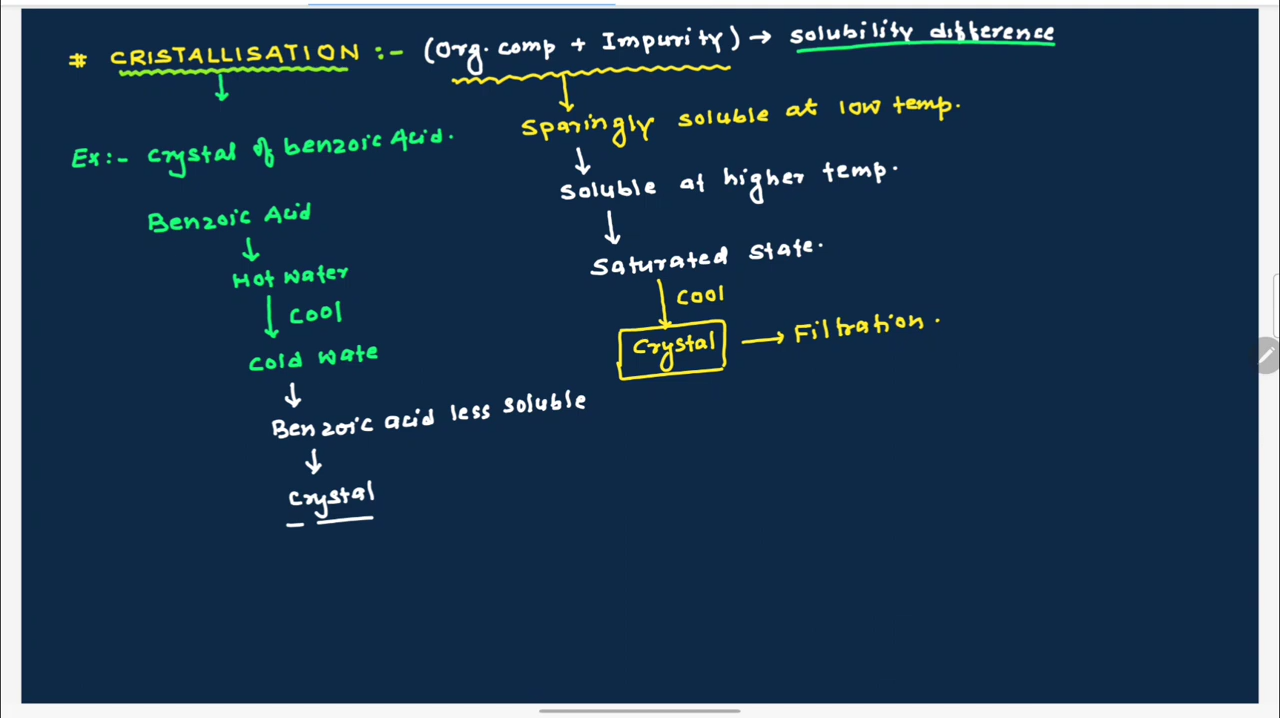 # CRISTALLISATION :- (Org. comp + Impurity) → solubility difference
Sparingly soluble at low temp.
Soluble at higher temp.
Saturated state.
Cool
Crystal → Filtration.
Ex:- Crystal of benzoic Acid.
Benzoic Acid
Hot water
Cool
Cold wate
Benzoic acid less soluble
Crystal